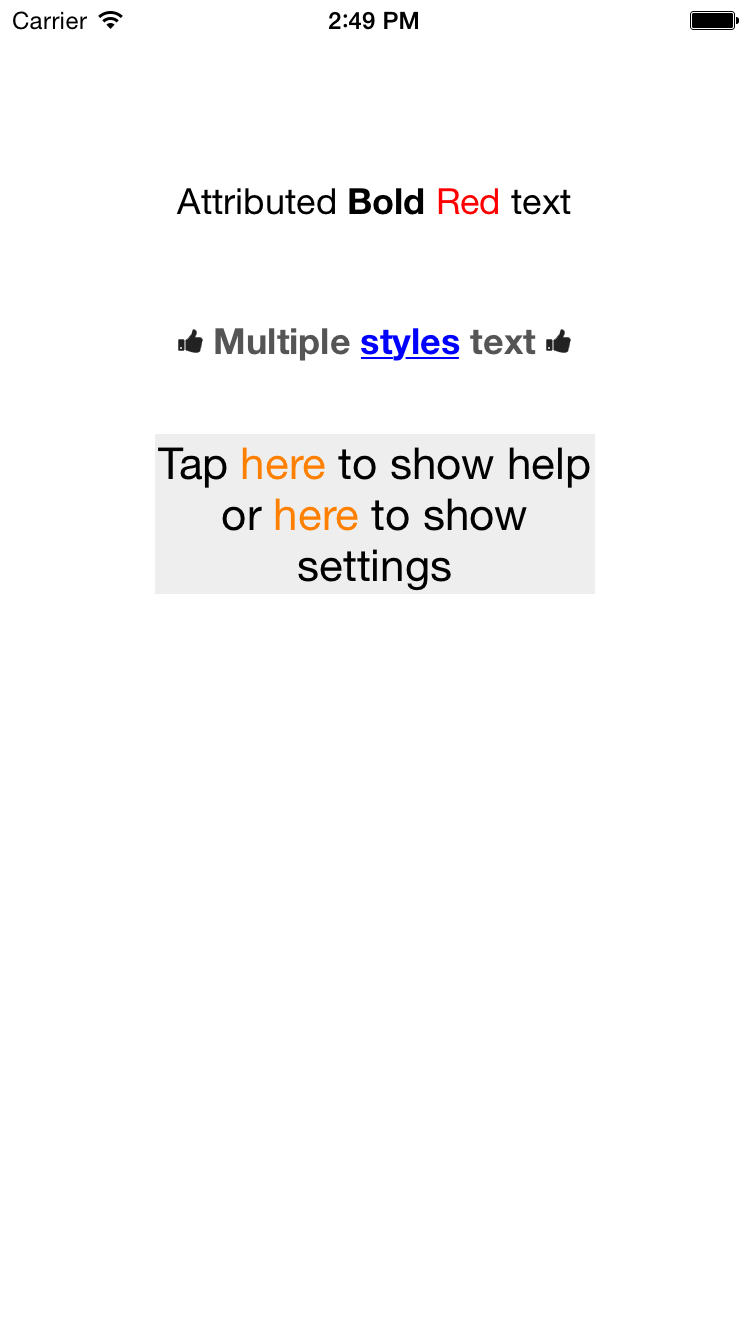 Carrier 2:49 PM
Attributed Bold Red text
Multiple styles text
Tap here to show help
or here to show
settings